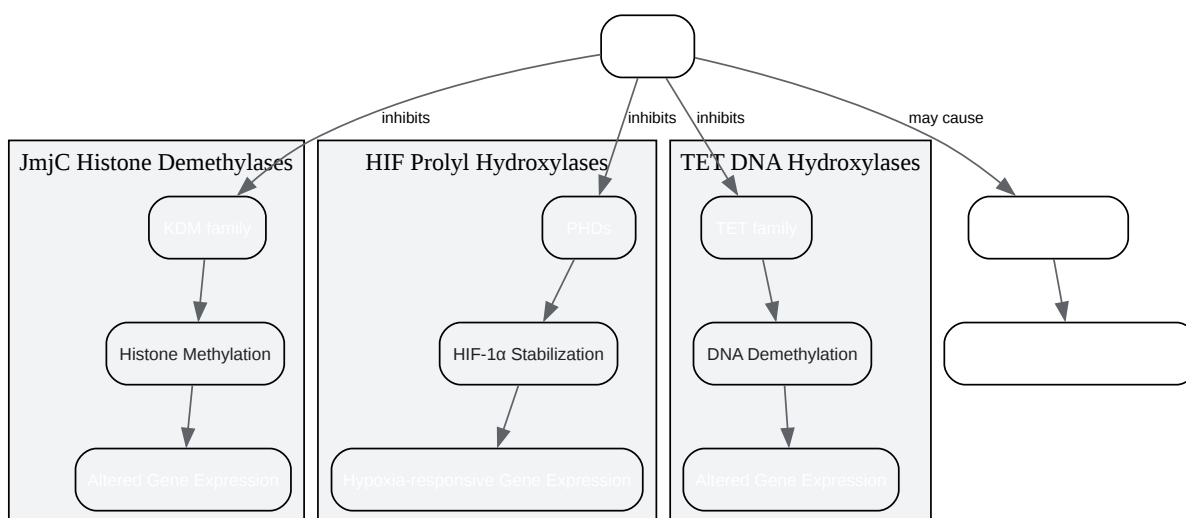 inhibits
inhibits
inhibits
may cause
JmjC Histone Demethylases
HIF Prolyl Hydroxylases
TET DNA Hydroxylases
KDM family
PHDs
TET family
Histone Methylation
HIF-1α Stabilization
DNA Demethylation
Altered Gene Expression
Hypoxia-responsive Gene Expression
Altered Gene Expression